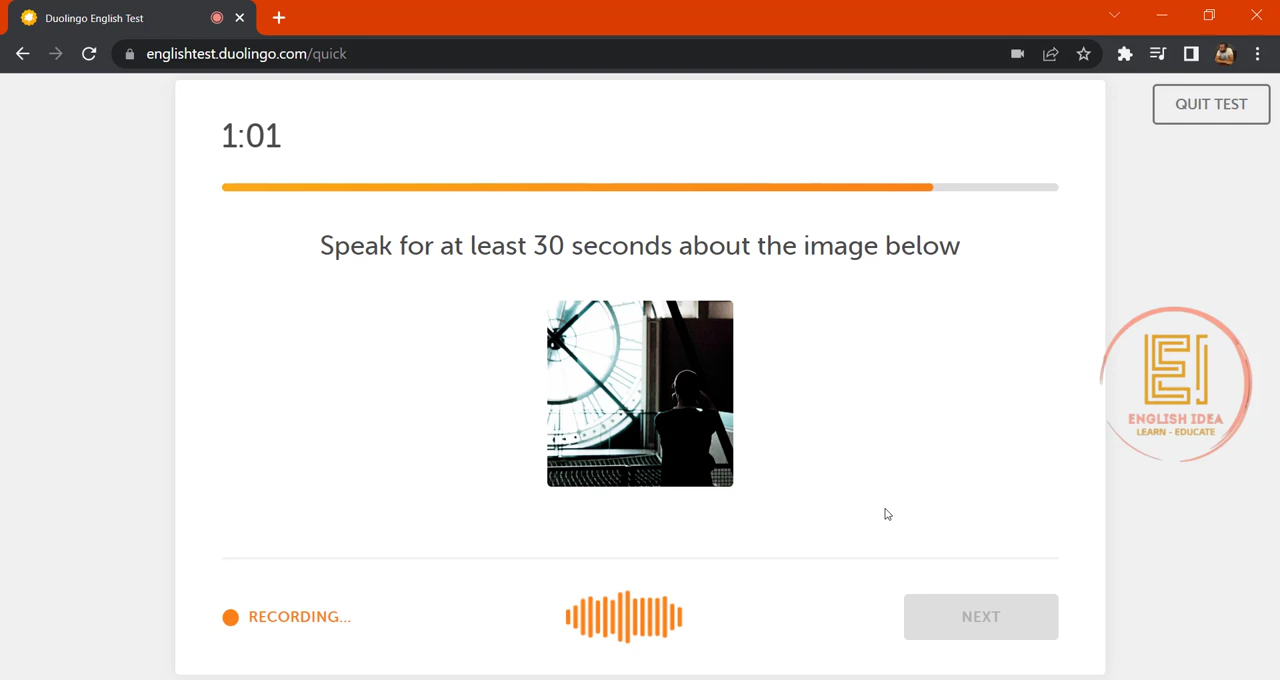 Duolingo English Test
englishtest.duolingo.com/quick
QUIT TEST
1:01
Speak for at least 30 seconds about the image below
EI
ENGLISH IDEA
LEARN - EDUCATE
RECORDING...
NEXT